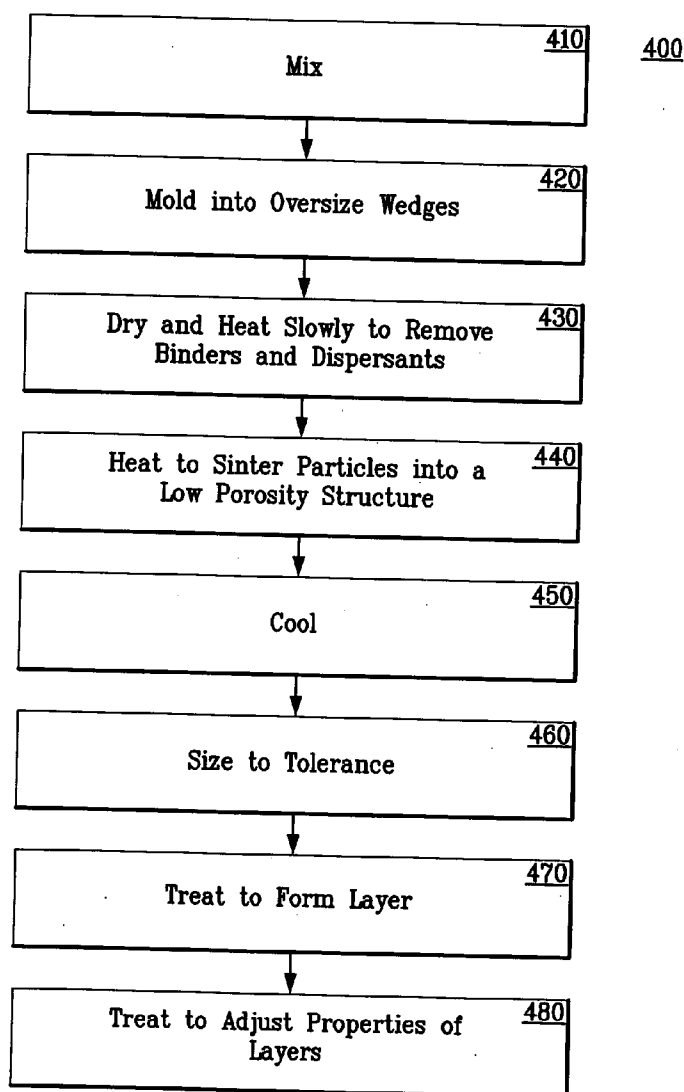 410
400
Mix
420
Mold into Oversize Wedges
430
Dry and Heat Slowly to Remove
Binders and Dispersants
440
Heat to Sinter Particles into a
Low Porosity Structure
450
Cool
460
Size to Tolerance
470
Treat to Form Layer
480
Treat to Adjust Properties of
Layers